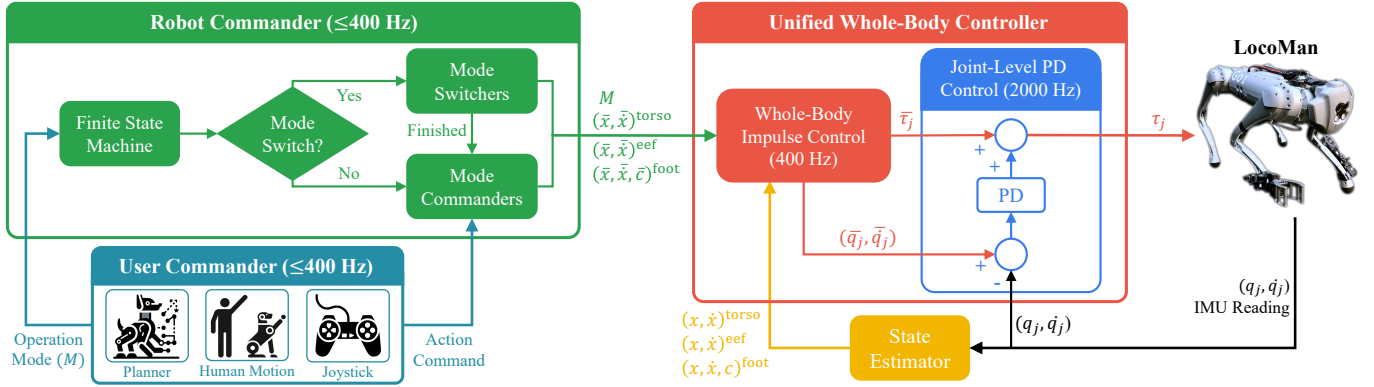 Robot Commander (≤400 Hz)
Finite State
Machine
Mode
Switch?
Yes
No
Mode
Switchers
Finished
Mode
Commanders
M
(x̄, x̄̇)ᵗᵒʳˢᵒ
(x̄, x̄̇)ᵉᵉᶠ
(x̄, x̄̇, c̄)ᶠᵒᵒᵗ
User Commander (≤400 Hz)
Operation
Mode (M)
Planner
Human Motion
Joystick
Action
Command
Unified Whole-Body Controller
Whole-Body
Impulse Control
(400 Hz)
τ̄ⱼ
(q̄ⱼ, q̄̇ⱼ)
Joint-Level PD
Control (2000 Hz)
+
+
PD
+
-
τⱼ
LocoMan
(qⱼ, q̇ⱼ)
IMU Reading
(qⱼ, q̇ⱼ)
State
Estimator
(x, ẋ)ᵗᵒʳˢᵒ
(x, ẋ)ᵉᵉᶠ
(x, ẋ, c)ᶠᵒᵒᵗ